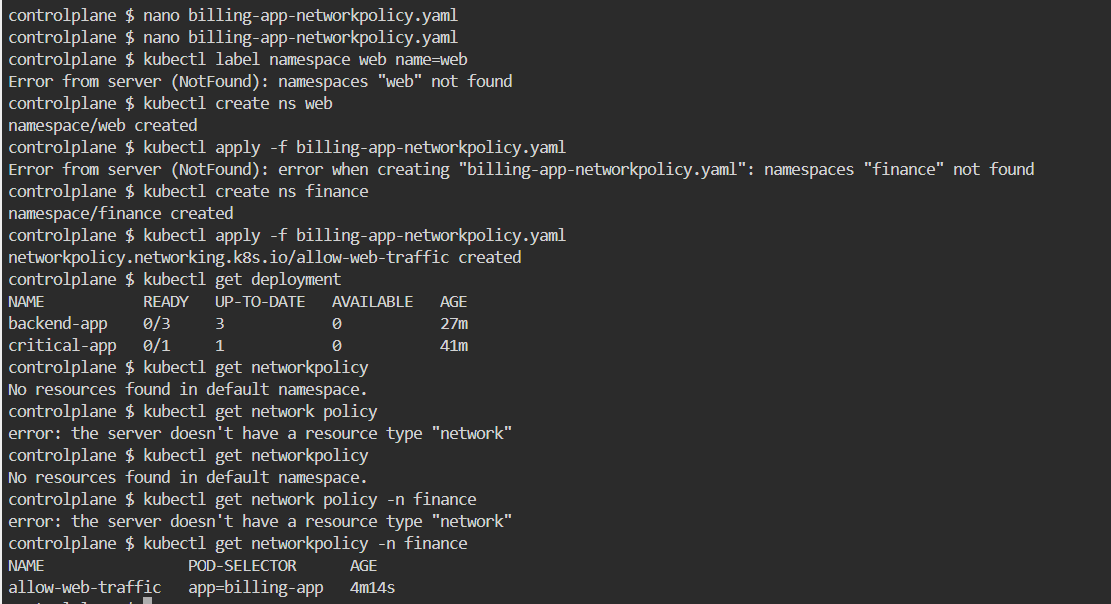 controlplane $ nano billing-app-networkpolicy.yaml
controlplane $ nano billing-app-networkpolicy.yaml
controlplane $ kubectl label namespace web name=web
Error from server (NotFound): namespaces "web" not found
controlplane $ kubectl create ns web
namespace/web created
controlplane $ kubectl apply -f billing-app-networkpolicy.yaml
Error from server (NotFound): error when creating "billing-app-networkpolicy.yaml": namespaces "finance" not found
controlplane $ kubectl create ns finance
namespace/finance created
controlplane $ kubectl apply -f billing-app-networkpolicy.yaml
networkpolicy.networking.k8s.io/allow-web-traffic created
controlplane $ kubectl get deployment
NAME           READY   UP-TO-DATE   AVAILABLE   AGE
backend-app    0/3     3            0           27m
critical-app   0/1     1            0           41m
controlplane $ kubectl get networkpolicy
No resources found in default namespace.
controlplane $ kubectl get network policy
error: the server doesn't have a resource type "network"
controlplane $ kubectl get networkpolicy
No resources found in default namespace.
controlplane $ kubectl get network policy -n finance
error: the server doesn't have a resource type "network"
controlplane $ kubectl get networkpolicy -n finance
NAME                POD-SELECTOR      AGE
allow-web-traffic   app=billing-app   4m14s